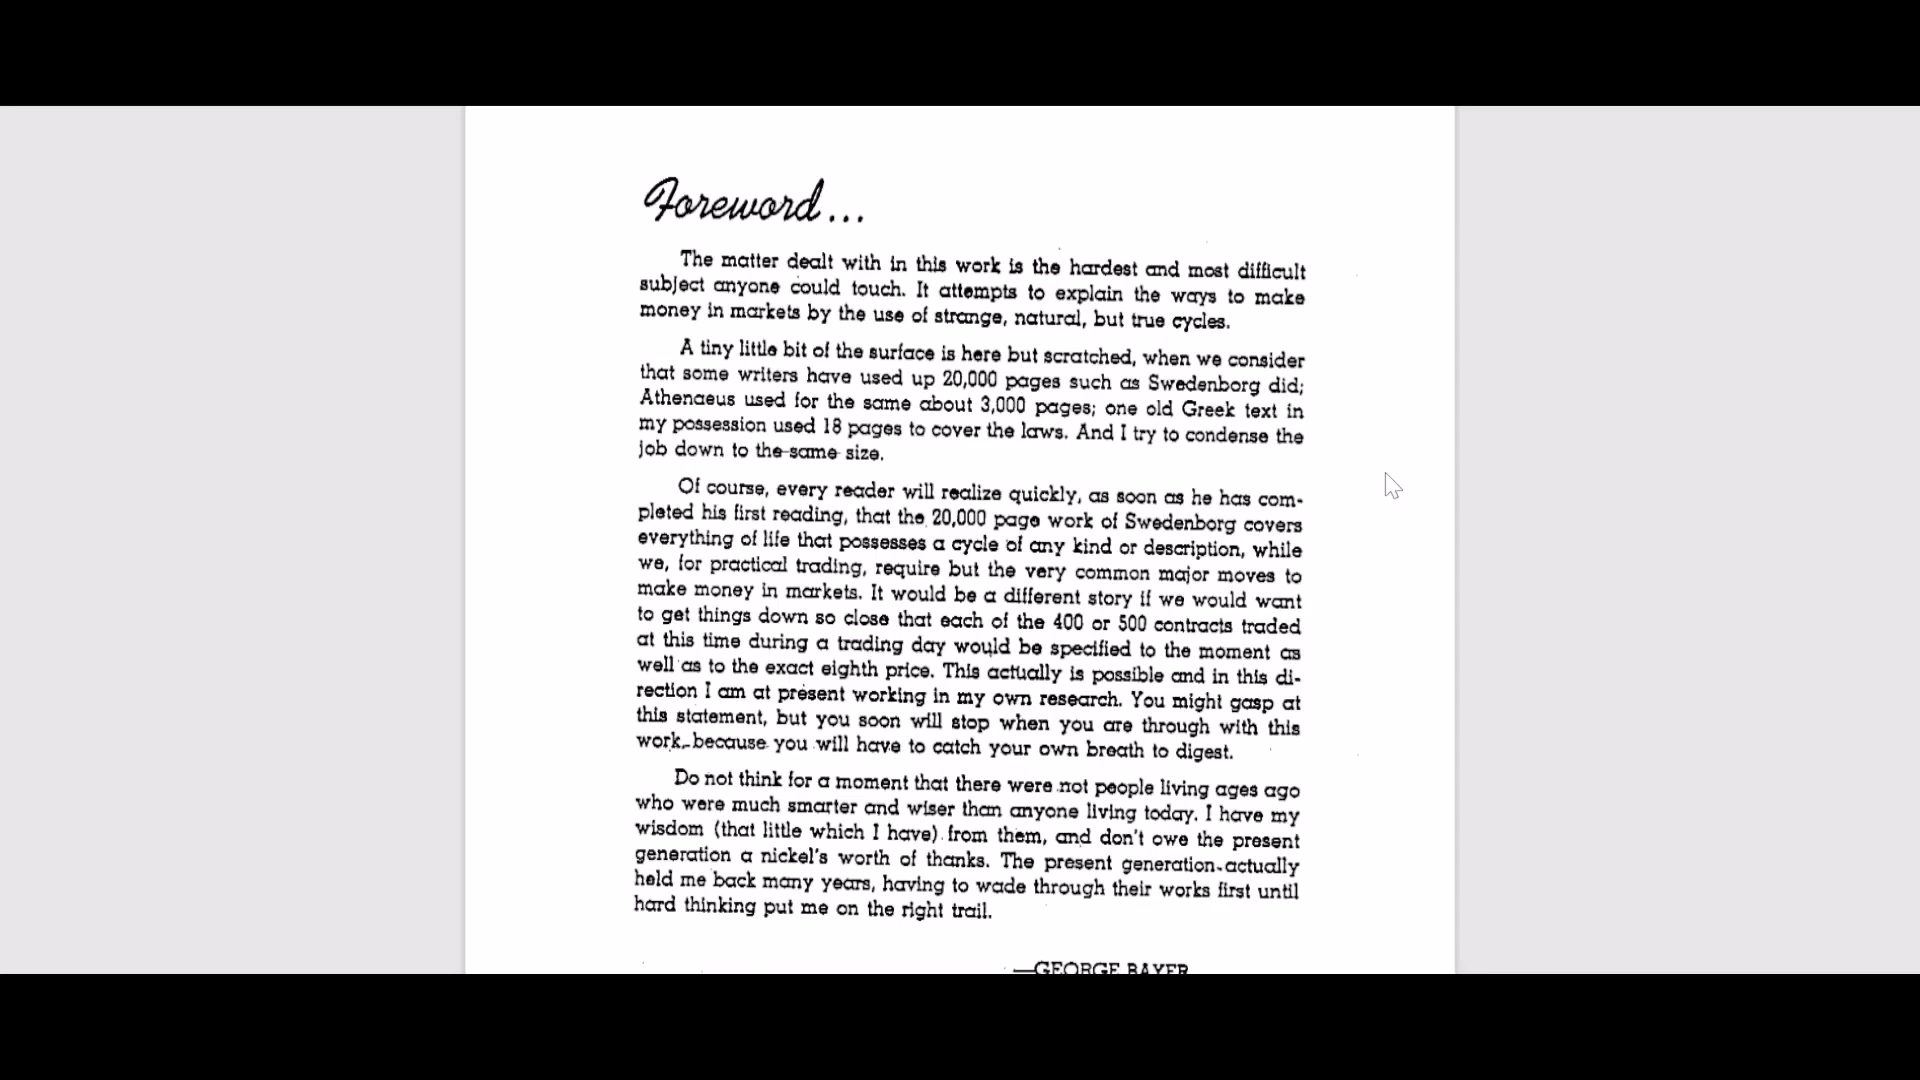 Foreword...
The matter dealt with in this work is the hardest and most difficult
subject anyone could touch. It attempts to explain the ways to make
money in markets by the use of strange, natural, but true cycles.
A tiny little bit of the surface is here but scratched, when we consider
that some writers have used up 20,000 pages such as Swedenborg did;
Athenaeus used for the same about 3,000 pages; one old Greek text in
my possession used 18 pages to cover the laws. And I try to condense the
job down to the same size.
Of course, every reader will realize quickly, as soon as he has com-
pleted his first reading, that the 20,000 page work of Swedenborg covers
everything of life that possesses a cycle of any kind or description, while
we, for practical trading, require but the very common major moves to
make money in markets. It would be a different story if we would want
to get things down so close that each of the 400 or 500 contracts traded
at this time during a trading day would be specified to the moment as
well as to the exact eighth price. This actually is possible and in this di-
rection I am at present working in my own research. You might gasp at
this statement, but you soon will stop when you are through with this
work, because you will have to catch your own breath to digest.
Do not think for a moment that there were not people living ages ago
who were much smarter and wiser than anyone living today. I have my
wisdom (that little which I have) from them, and don't owe the present
generation a nickel's worth of thanks. The present generation actually
held me back many years, having to wade through their works first until
hard thinking put me on the right trail.
—GEORGE BAYER